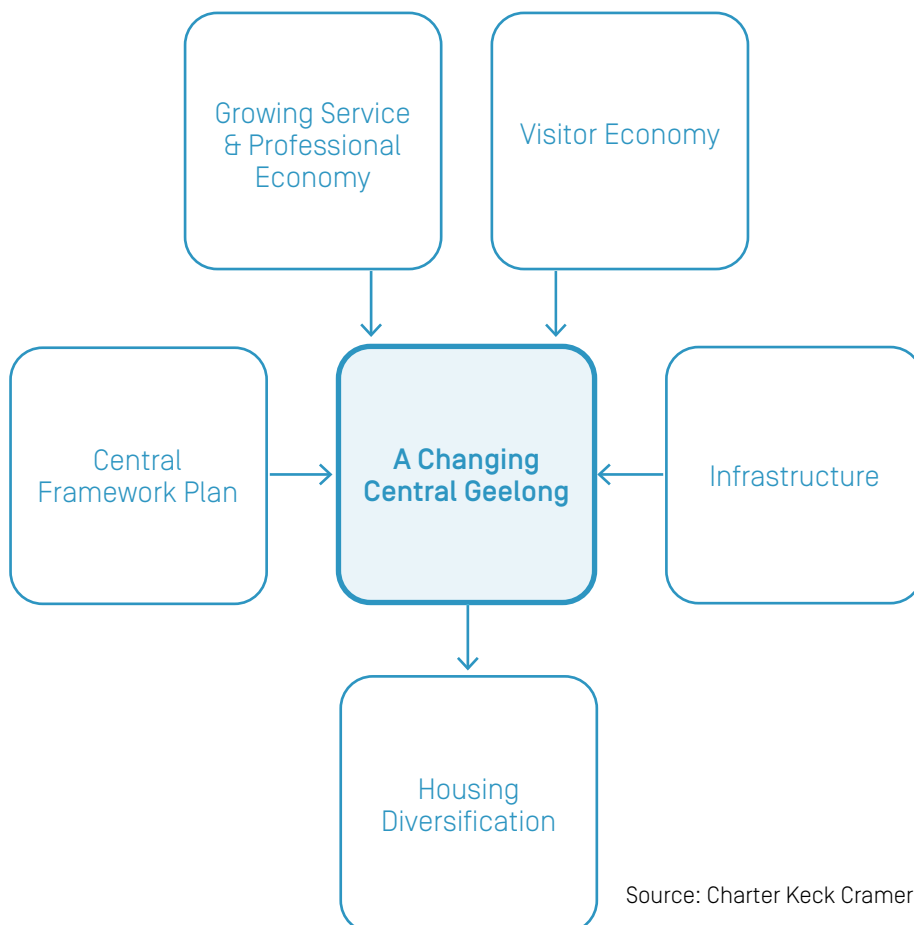 Growing Service
& Professional
Economy
Visitor Economy
Central
Framework Plan
A Changing
Central Geelong
Infrastructure
Housing
Diversification
Source: Charter Keck Cramer